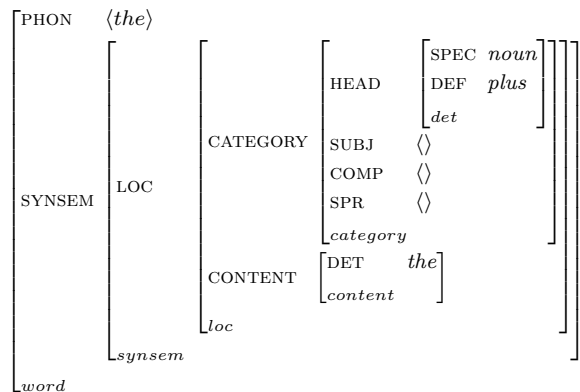 PHON ⟨the⟩
SPEC noun
HEAD DEF plus
det
CATEGORY SUBJ ⟨⟩
COMP ⟨⟩
SYNSEM LOC SPR ⟨⟩
category
CONTENT DET the
content
loc
synsem
word